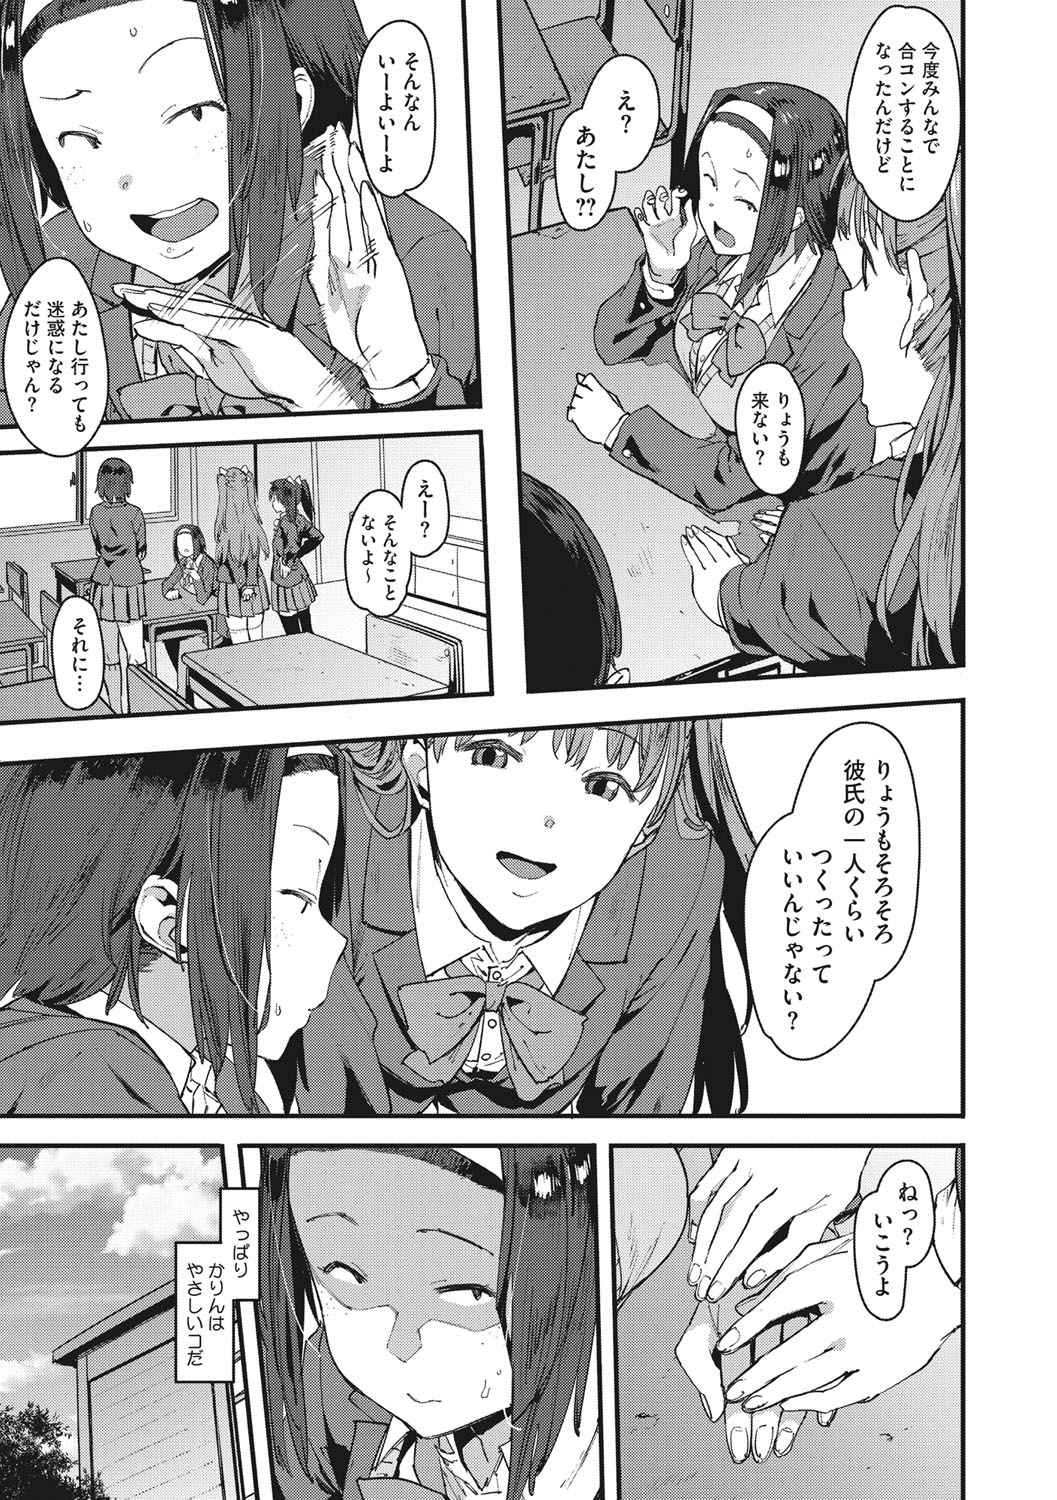 今度みんなで
合コンすることに
なったんだけど
りょうも
来ない？
え？
あたし??
そんなん
いーよいーよ
あたし行っても
迷惑になる
だけじゃん？
えー？
そんなこと
ないよ〜
それに…
りょうもそろそろ
彼氏の一人くらい
つくったって
いいんじゃない？
ねっ？
いこうよ
やっぱり
かりんは
やさしいコだ